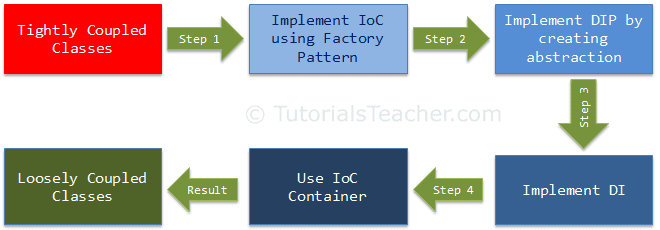 Tightly Coupled
Classes
Step 1
Implement IoC
using Factory
Pattern
Step 2
Implement DIP by
creating
abstraction
Step 3
© TutorialsTeacher.com
Implement DI
Step 4
Use IoC
Container
Result
Loosely Coupled
Classes